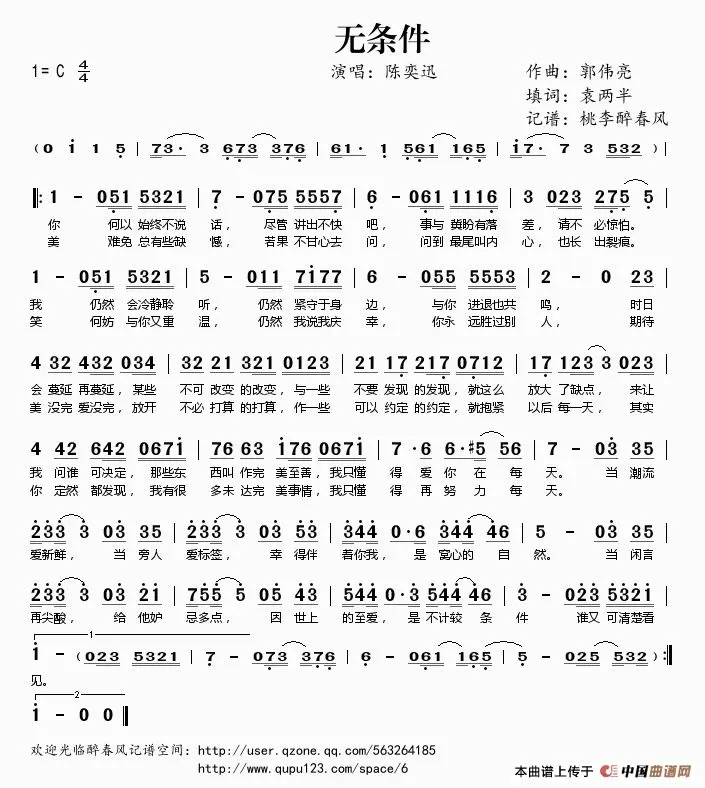 无条件
1= C 4/4 演唱：陈奕迅 作曲：郭伟亮
填词：袁两半
记谱：桃李醉春风
( 0 i 1 5 | 73· 3 673 376 | 61· 1 561 165 | i7· 7 3 532 )
‖: 1 - 051 5321 | 7 - 075 5557 | 6 - 061 1116 | 3 023 275 5 |
你 何以 始终不说 话， 尽管 讲出不快 吧， 事与 冀盼有落 差，请不 必惊怕。
美 难免 总有些缺 憾， 若果 不甘心去 问， 问到 最尾叫内 心，也长 出裂痕。
1 - 051 5321 | 5 - 011 7i77 | 6 - 055 5553 | 2 - 0 23 |
我 仍然 会冷静聆 听， 仍然 紧守于身 边， 与你 进退也共 鸣， 时日
笑 何妨 与你又重 温， 仍然 我说我庆 幸， 你永 远胜过别 人， 期待
4 32 432 034 | 32 21 321 0123 | 21 17 217 0712 | 17 123 3 023 |
会 蔓延 再蔓延，某些 不可 改变的改变，与一些 不要 发现的发现，就这么 放大 了缺点， 来让
美 没完 爱没完，放开 不必 打算的打算，作一些 可以 约定的约定，就抱紧 以后 每一天， 其实
4 42 642 067i | 76 63 i76 067i | 7 ·6 6·#5 56 | 7 - 03 35 |
我 问谁 可决定，那些东 西叫 作完 美至善，我只懂 得 爱 你 在 每 天。 当 潮流
你 定然 都发现，我有很 多未 达完 美事情，我只懂 得 再 努 力 每 天。
233 3 03 35 | 233 3 03 35 | 344 0·6 344 46 | 5 - 03 35 |
爱新鲜， 当 旁人 爱标签， 幸 得伴 着你我，是 窝心的 自 然。 当 闲言
233 3 03 2i | 755 5 05 43 | 544 0·3 544 46 | 3 - 023 5321 |
再尖酸， 给 他妒 忌多点， 因 世上 的至爱，是 不计较 条 件 谁又 可清楚看
1
i - (023 5321 | 7 - 073 376 | 6 - 061 165 | 5 - 025 532 ) :‖
见。
2
i - 0 0 ‖
欢迎光临醉春风记谱空间：http://user.qzone.qq.com/563264185
http://www.qupu123.com/space/6
本曲谱上传于 中国曲谱网